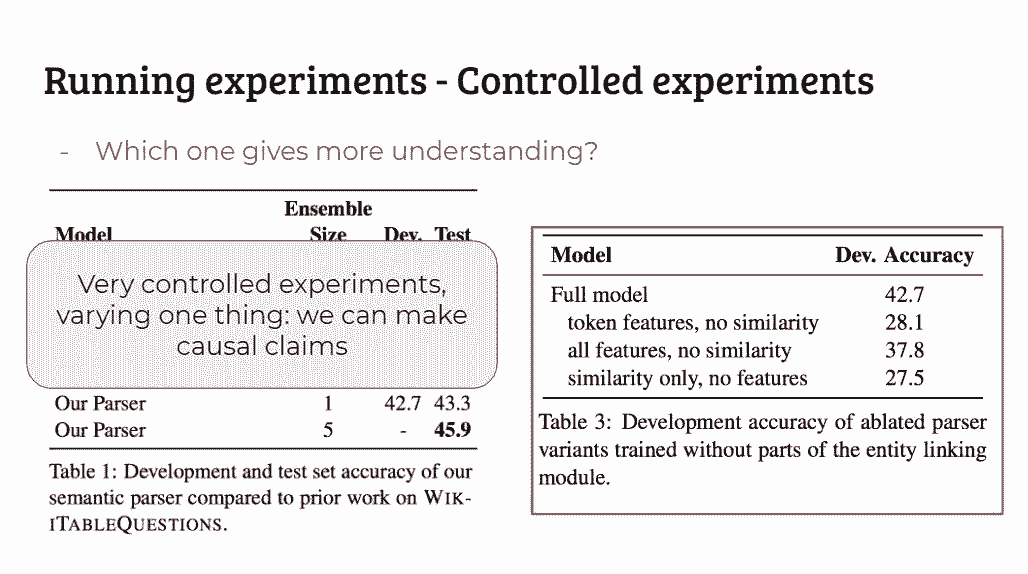 Running experiments - Controlled experiments
- Which one gives more understanding?
Ensemble
Model Size Dev. Test
Very controlled experiments,
varying one thing: we can make
causal claims
Our Parser 1 42.7 43.3
Our Parser 5 - 45.9
Table 1: Development and test set accuracy of our
semantic parser compared to prior work on WIK-
ITABLEQUESTIONS.
Model Dev. Accuracy
Full model 42.7
token features, no similarity 28.1
all features, no similarity 37.8
similarity only, no features 27.5
Table 3: Development accuracy of ablated parser
variants trained without parts of the entity linking
module.